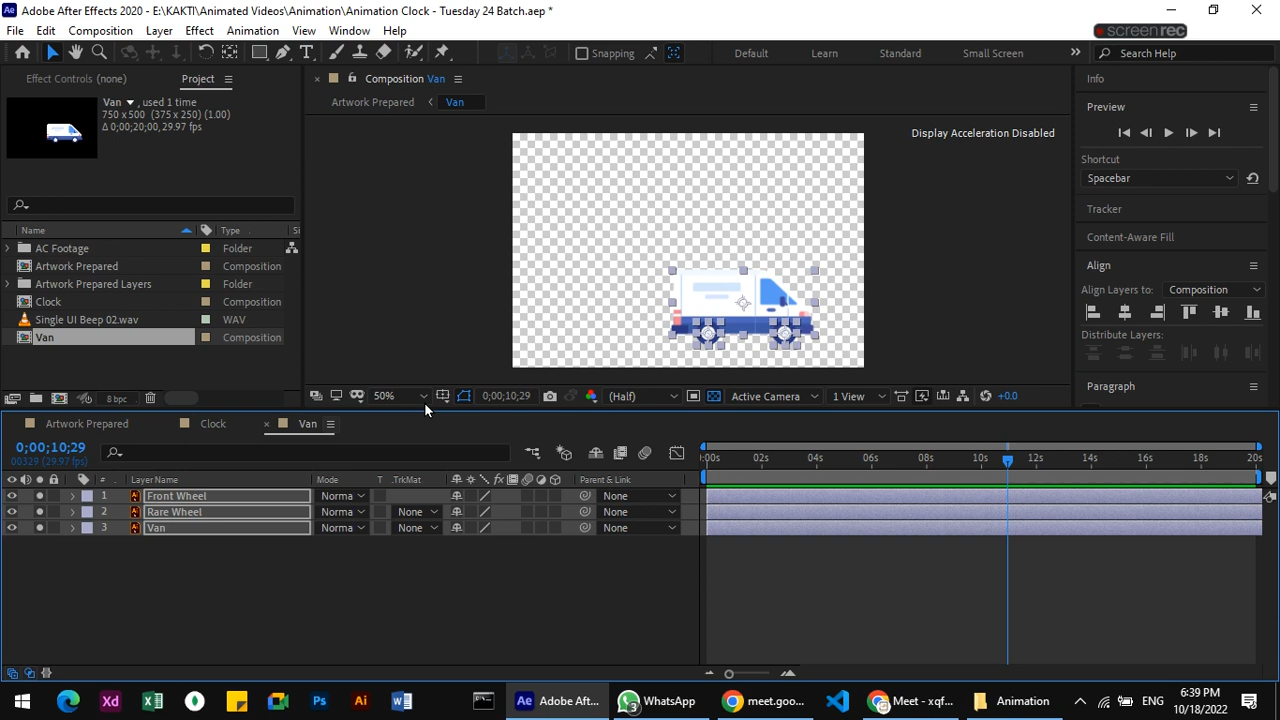 Adobe After Effects 2020 - E:\KAKTI\Animated Videos\Animation\Animation Clock - Tuesday 24 Batch.aep *
File Edit Composition Layer Effect Animation View Window Help
screenrec
Snapping
Default Learn Standard Small Screen
Search Help
Effect Controls (none) Project
Van, used 1 time
750 x 500 (375 x 250) (1.00)
Δ 0;00;20;00, 29.97 fps
Name Type Si
AC Footage Folder
Artwork Prepared Composition
Artwork Prepared Layers Folder
Clock Composition
Single UI Beep 02.wav WAV
Van Composition
8 bpc
Composition Van
Artwork Prepared Van
Display Acceleration Disabled
50% 0;00;10;29 (Half) Active Camera 1 View +0.0
Info
Preview
Shortcut
Spacebar
Tracker
Content-Aware Fill
Align
Align Layers to: Composition
Distribute Layers:
Paragraph
Artwork Prepared Clock Van
0;00;10;29
00329 (29.97 fps)
:00s 02s 04s 06s 08s 10s 12s 14s 16s 18s 20s
# Layer Name Mode T .TrkMat Parent & Link
1 Front Wheel Norma None
2 Rare Wheel Norma None None
3 Van Norma None None
Adobe Aft... WhatsApp meet.goo... Meet - xqf... Animation
ENG
6:39 PM
10/18/2022